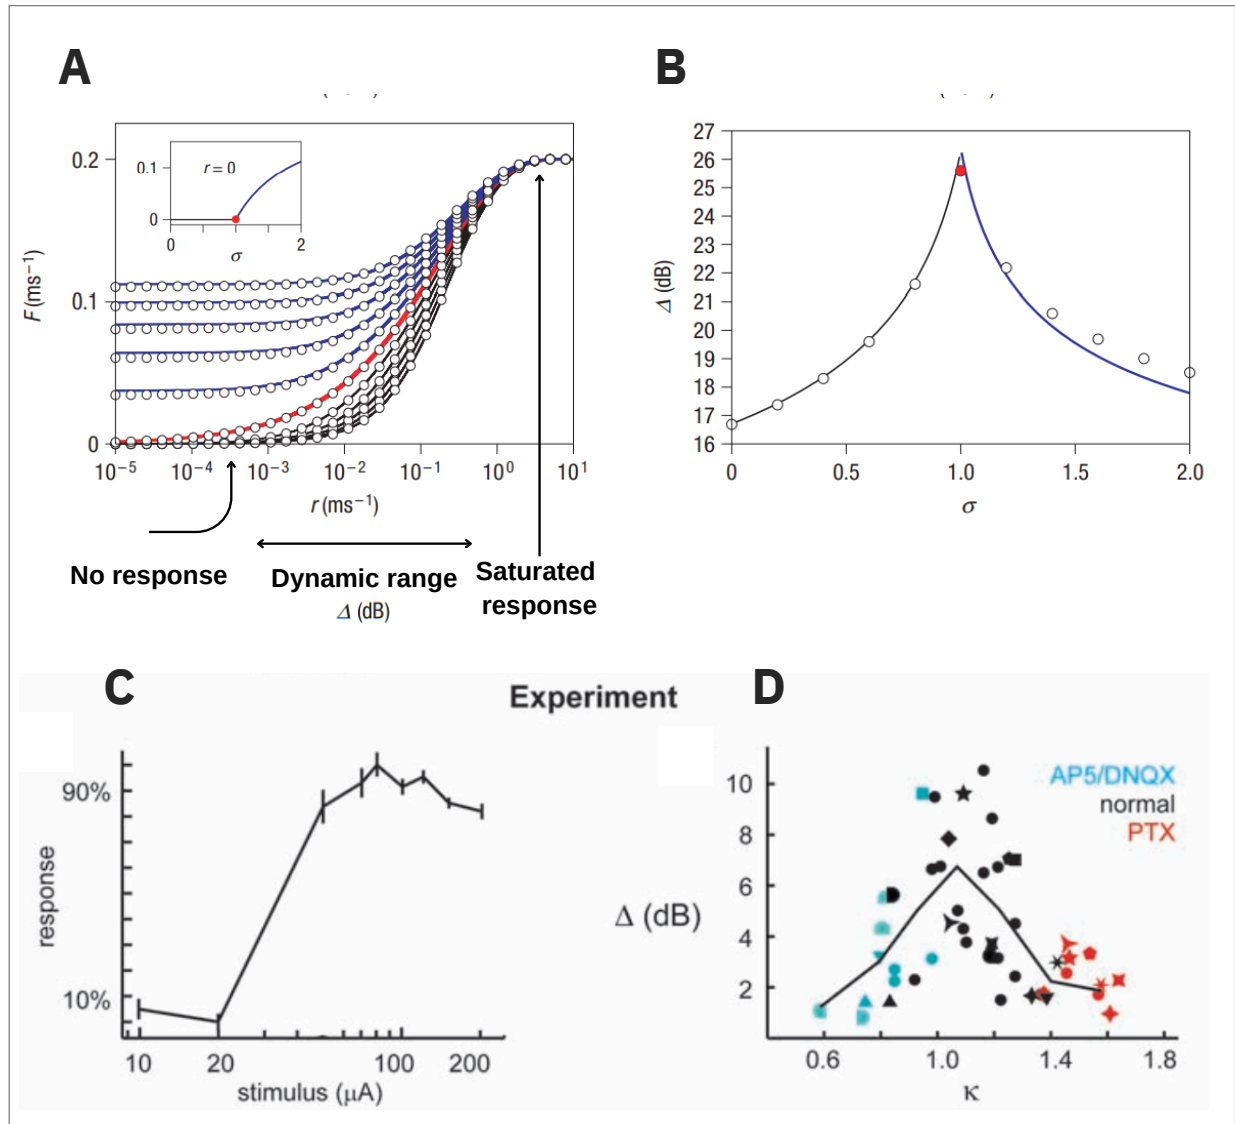 A
B
F (ms⁻¹)
0.2
0.1
0
0.1
0
r = 0
0
2
σ
10⁻⁵
10⁻⁴
10⁻³
10⁻²
10⁻¹
10⁰
10¹
r (ms⁻¹)
No response
Dynamic range
Δ (dB)
Saturated
response
Δ (dB)
27
26
25
24
23
22
21
20
19
18
17
16
0
0.5
1.0
1.5
2.0
σ
C
Experiment
D
response
90%
10%
10
20
100
200
stimulus (μA)
Δ (dB)
10
8
6
4
2
AP5/DNQX
normal
PTX
0.6
1.0
1.4
1.8
κ